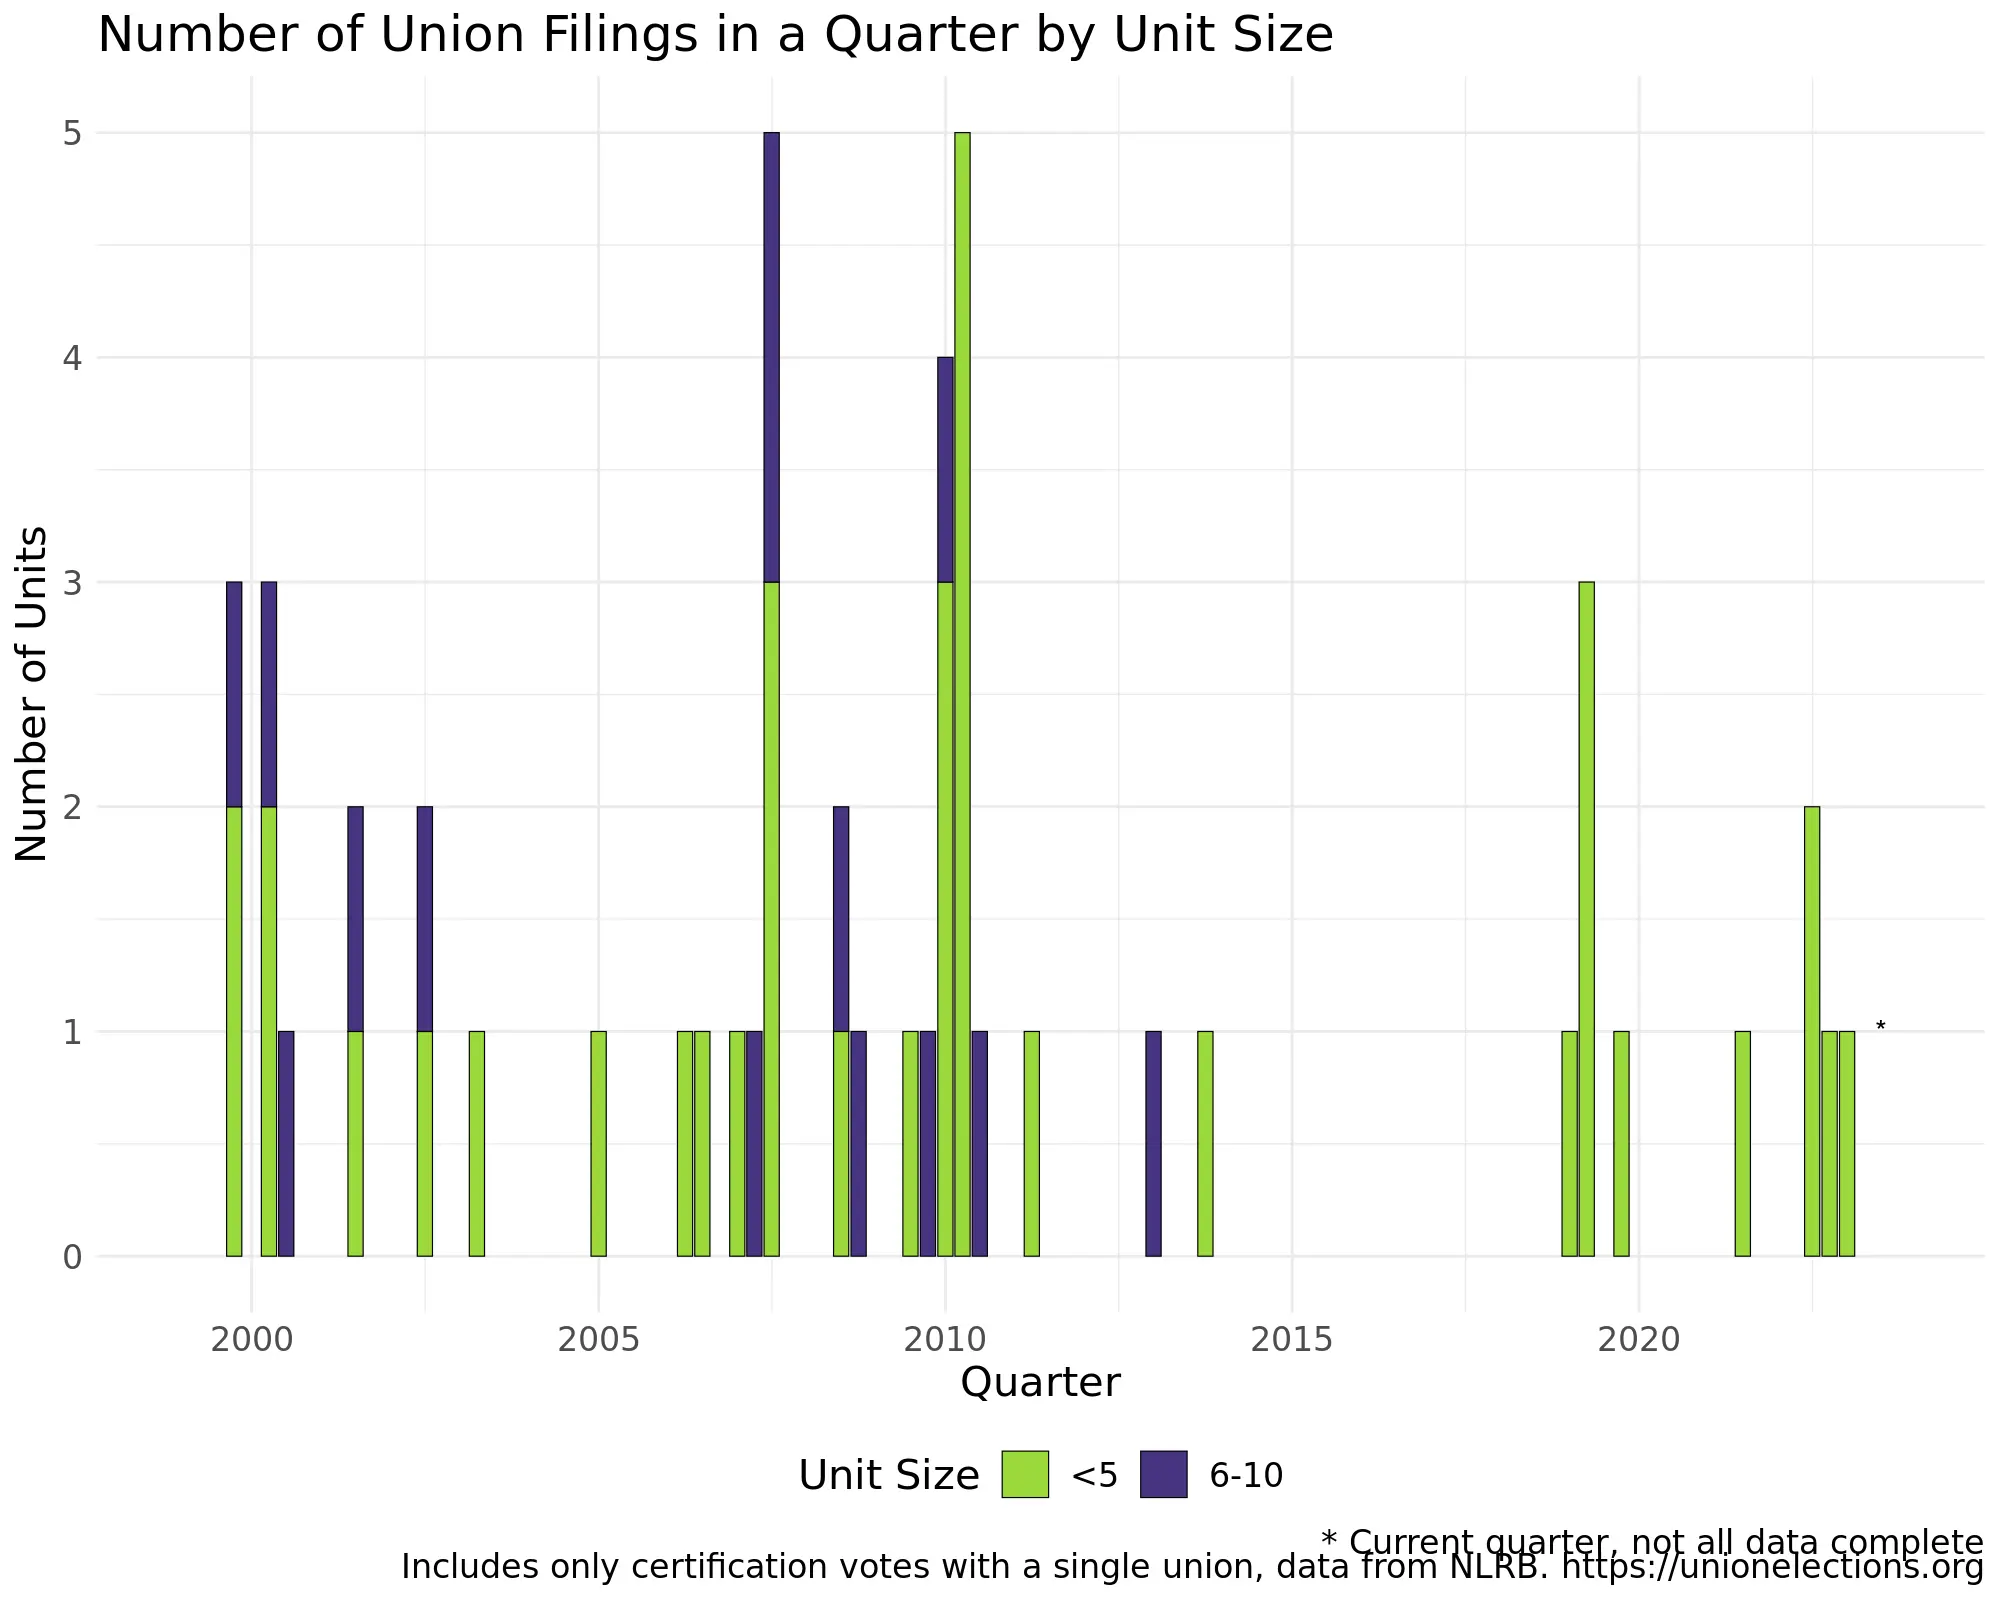 Number of Union Filings in a Quarter by Unit Size
Number of Units
5
4
3
2
1
0
*
2000 2005 2010 2015 2020
Quarter
Unit Size <5 6-10
* Current quarter, not all data complete
Includes only certification votes with a single union, data from NLRB. https://unionelections.org